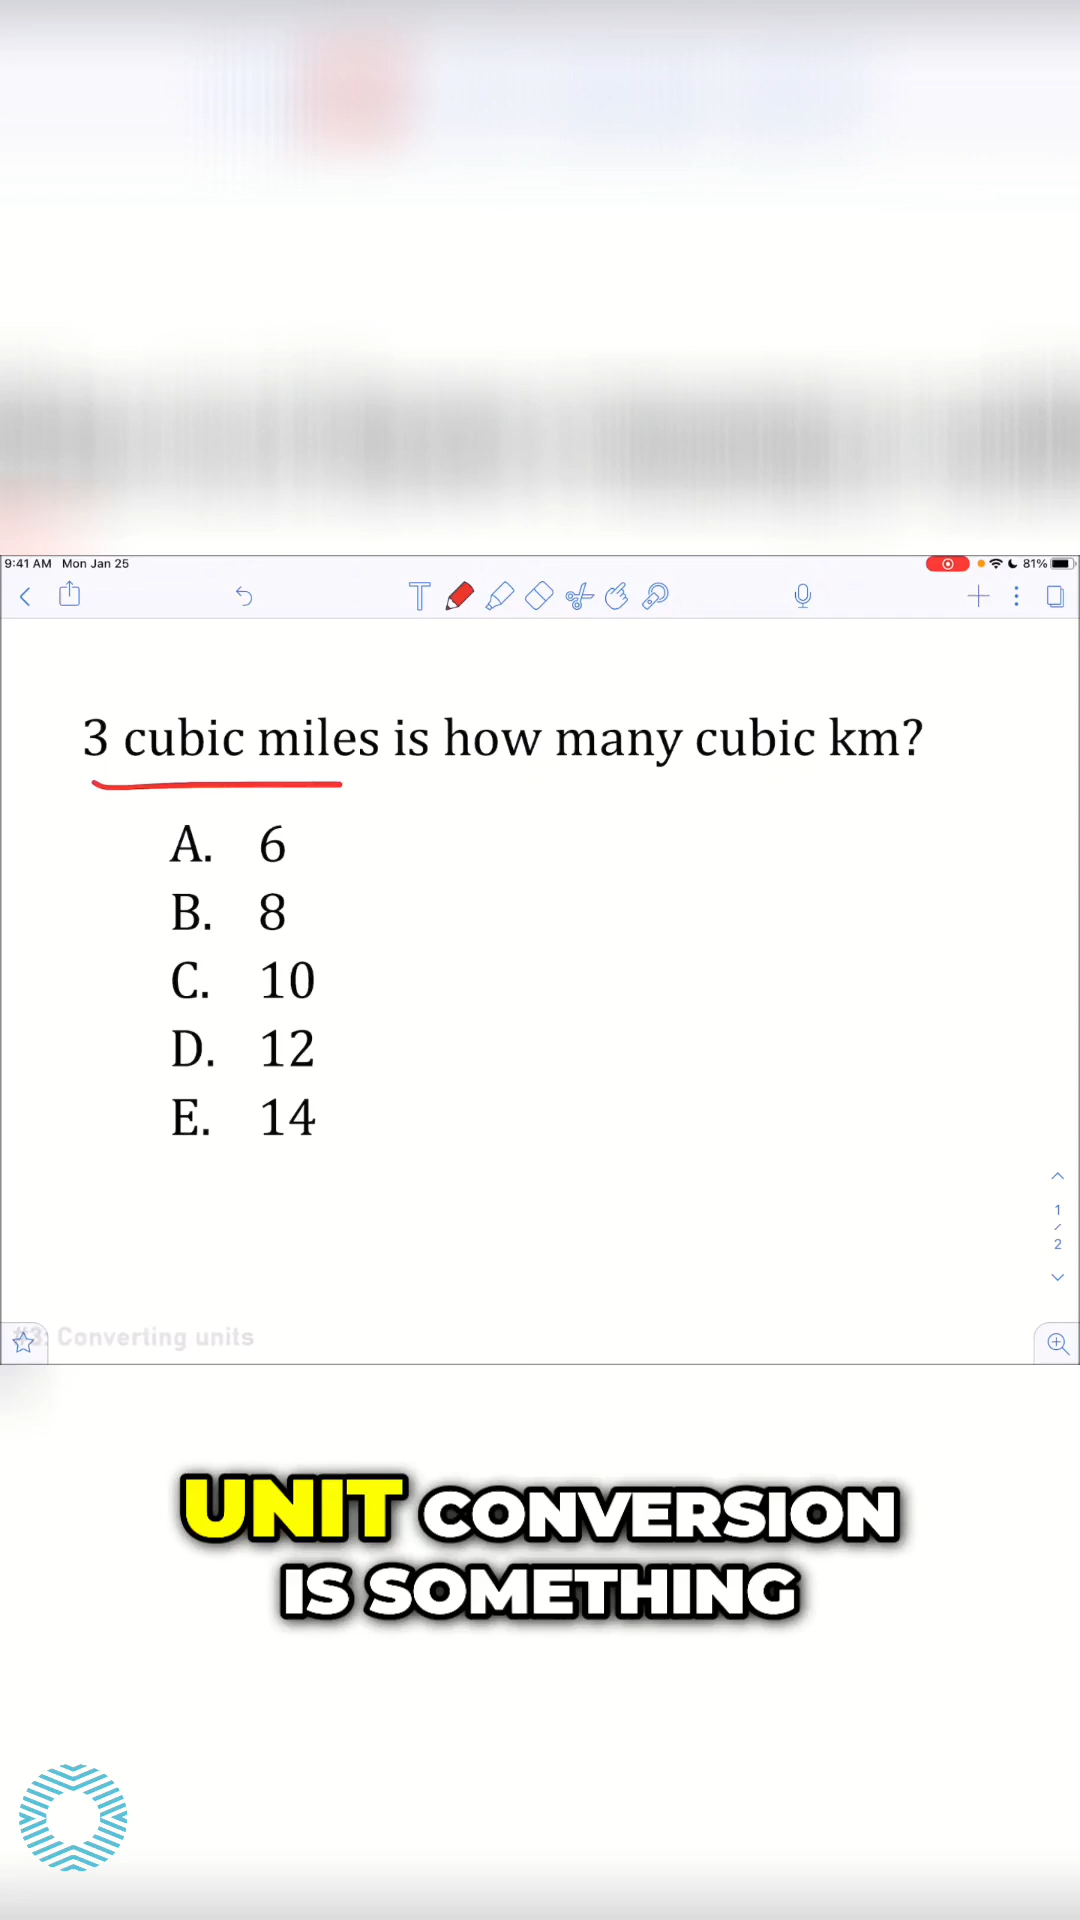 9:41 AM Mon Jan 25
81%
T
3 cubic miles is how many cubic km?
A. 6
B. 8
C. 10
D. 12
E. 14
1
/
2
#3: Converting units
UNIT CONVERSION
IS SOMETHING